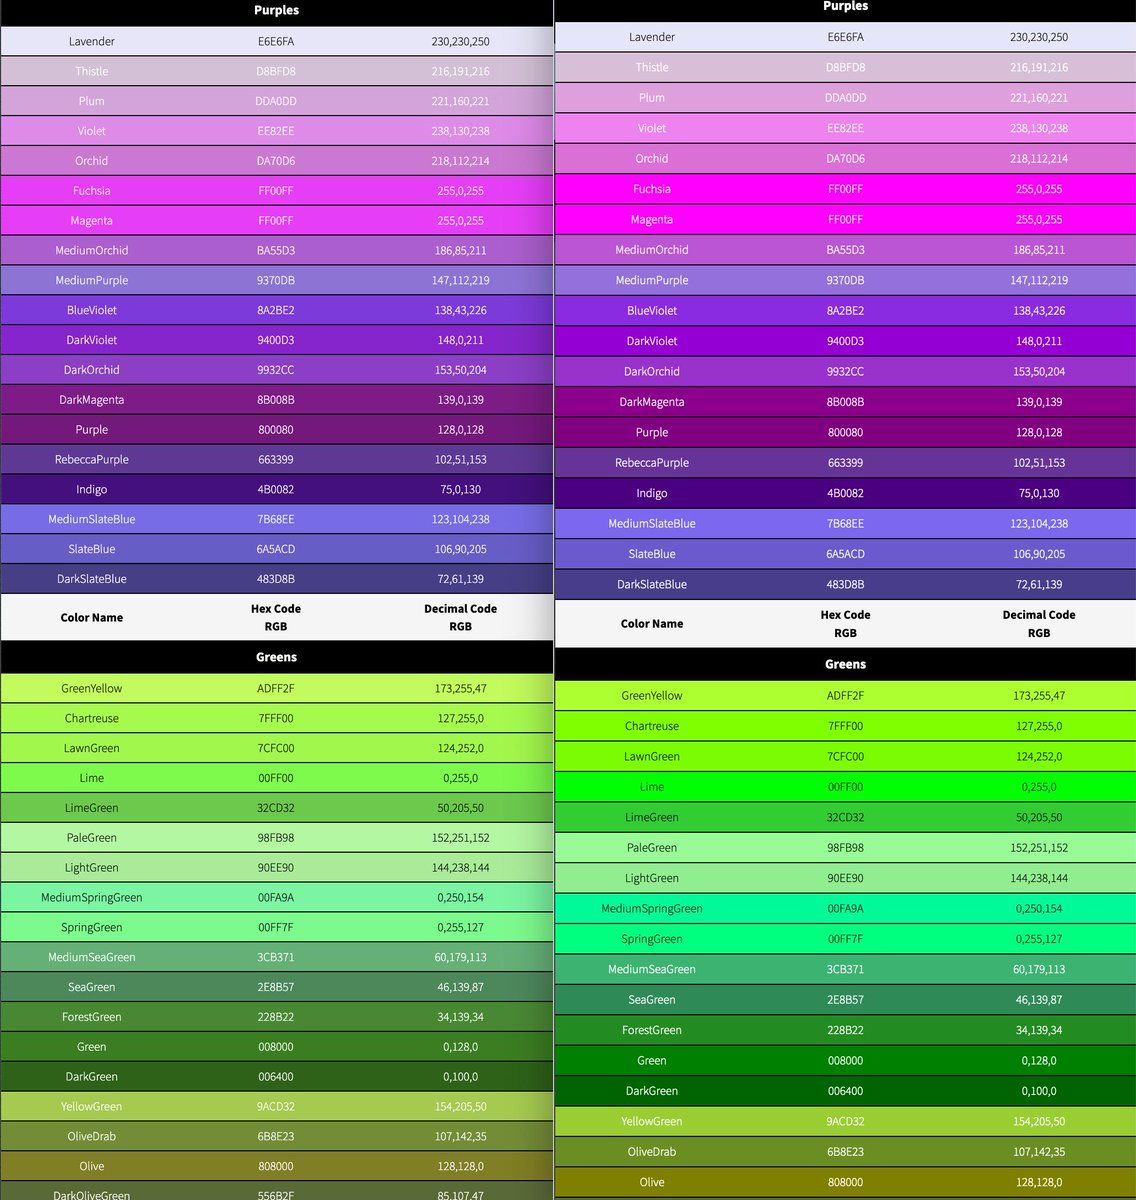 Purples
Lavender E6E6FA 230,230,250
Thistle D8BFD8 216,191,216
Plum DDA0DD 221,160,221
Violet EE82EE 238,130,238
Orchid DA70D6 218,112,214
Fuchsia FF00FF 255,0,255
Magenta FF00FF 255,0,255
MediumOrchid BA55D3 186,85,211
MediumPurple 9370DB 147,112,219
BlueViolet 8A2BE2 138,43,226
DarkViolet 9400D3 148,0,211
DarkOrchid 9932CC 153,50,204
DarkMagenta 8B008B 139,0,139
Purple 800080 128,0,128
RebeccaPurple 663399 102,51,153
Indigo 4B0082 75,0,130
MediumSlateBlue 7B68EE 123,104,238
SlateBlue 6A5ACD 106,90,205
DarkSlateBlue 483D8B 72,61,139
Color Name Hex Code RGB Decimal Code RGB
Greens
GreenYellow ADFF2F 173,255,47
Chartreuse 7FFF00 127,255,0
LawnGreen 7CFC00 124,252,0
Lime 00FF00 0,255,0
LimeGreen 32CD32 50,205,50
PaleGreen 98FB98 152,251,152
LightGreen 90EE90 144,238,144
MediumSpringGreen 00FA9A 0,250,154
SpringGreen 00FF7F 0,255,127
MediumSeaGreen 3CB371 60,179,113
SeaGreen 2E8B57 46,139,87
ForestGreen 228B22 34,139,34
Green 008000 0,128,0
DarkGreen 006400 0,100,0
YellowGreen 9ACD32 154,205,50
OliveDrab 6B8E23 107,142,35
Olive 808000 128,128,0
DarkOliveGreen 556B2F 85,107,47
Purples
Lavender E6E6FA 230,230,250
Thistle D8BFD8 216,191,216
Plum DDA0DD 221,160,221
Violet EE82EE 238,130,238
Orchid DA70D6 218,112,214
Fuchsia FF00FF 255,0,255
Magenta FF00FF 255,0,255
MediumOrchid BA55D3 186,85,211
MediumPurple 9370DB 147,112,219
BlueViolet 8A2BE2 138,43,226
DarkViolet 9400D3 148,0,211
DarkOrchid 9932CC 153,50,204
DarkMagenta 8B008B 139,0,139
Purple 800080 128,0,128
RebeccaPurple 663399 102,51,153
Indigo 4B0082 75,0,130
MediumSlateBlue 7B68EE 123,104,238
SlateBlue 6A5ACD 106,90,205
DarkSlateBlue 483D8B 72,61,139
Color Name Hex Code RGB Decimal Code RGB
Greens
GreenYellow ADFF2F 173,255,47
Chartreuse 7FFF00 127,255,0
LawnGreen 7CFC00 124,252,0
Lime 00FF00 0,255,0
LimeGreen 32CD32 50,205,50
PaleGreen 98FB98 152,251,152
LightGreen 90EE90 144,238,144
MediumSpringGreen 00FA9A 0,250,154
SpringGreen 00FF7F 0,255,127
MediumSeaGreen 3CB371 60,179,113
SeaGreen 2E8B57 46,139,87
ForestGreen 228B22 34,139,34
Green 008000 0,128,0
DarkGreen 006400 0,100,0
YellowGreen 9ACD32 154,205,50
OliveDrab 6B8E23 107,142,35
Olive 808000 128,128,0